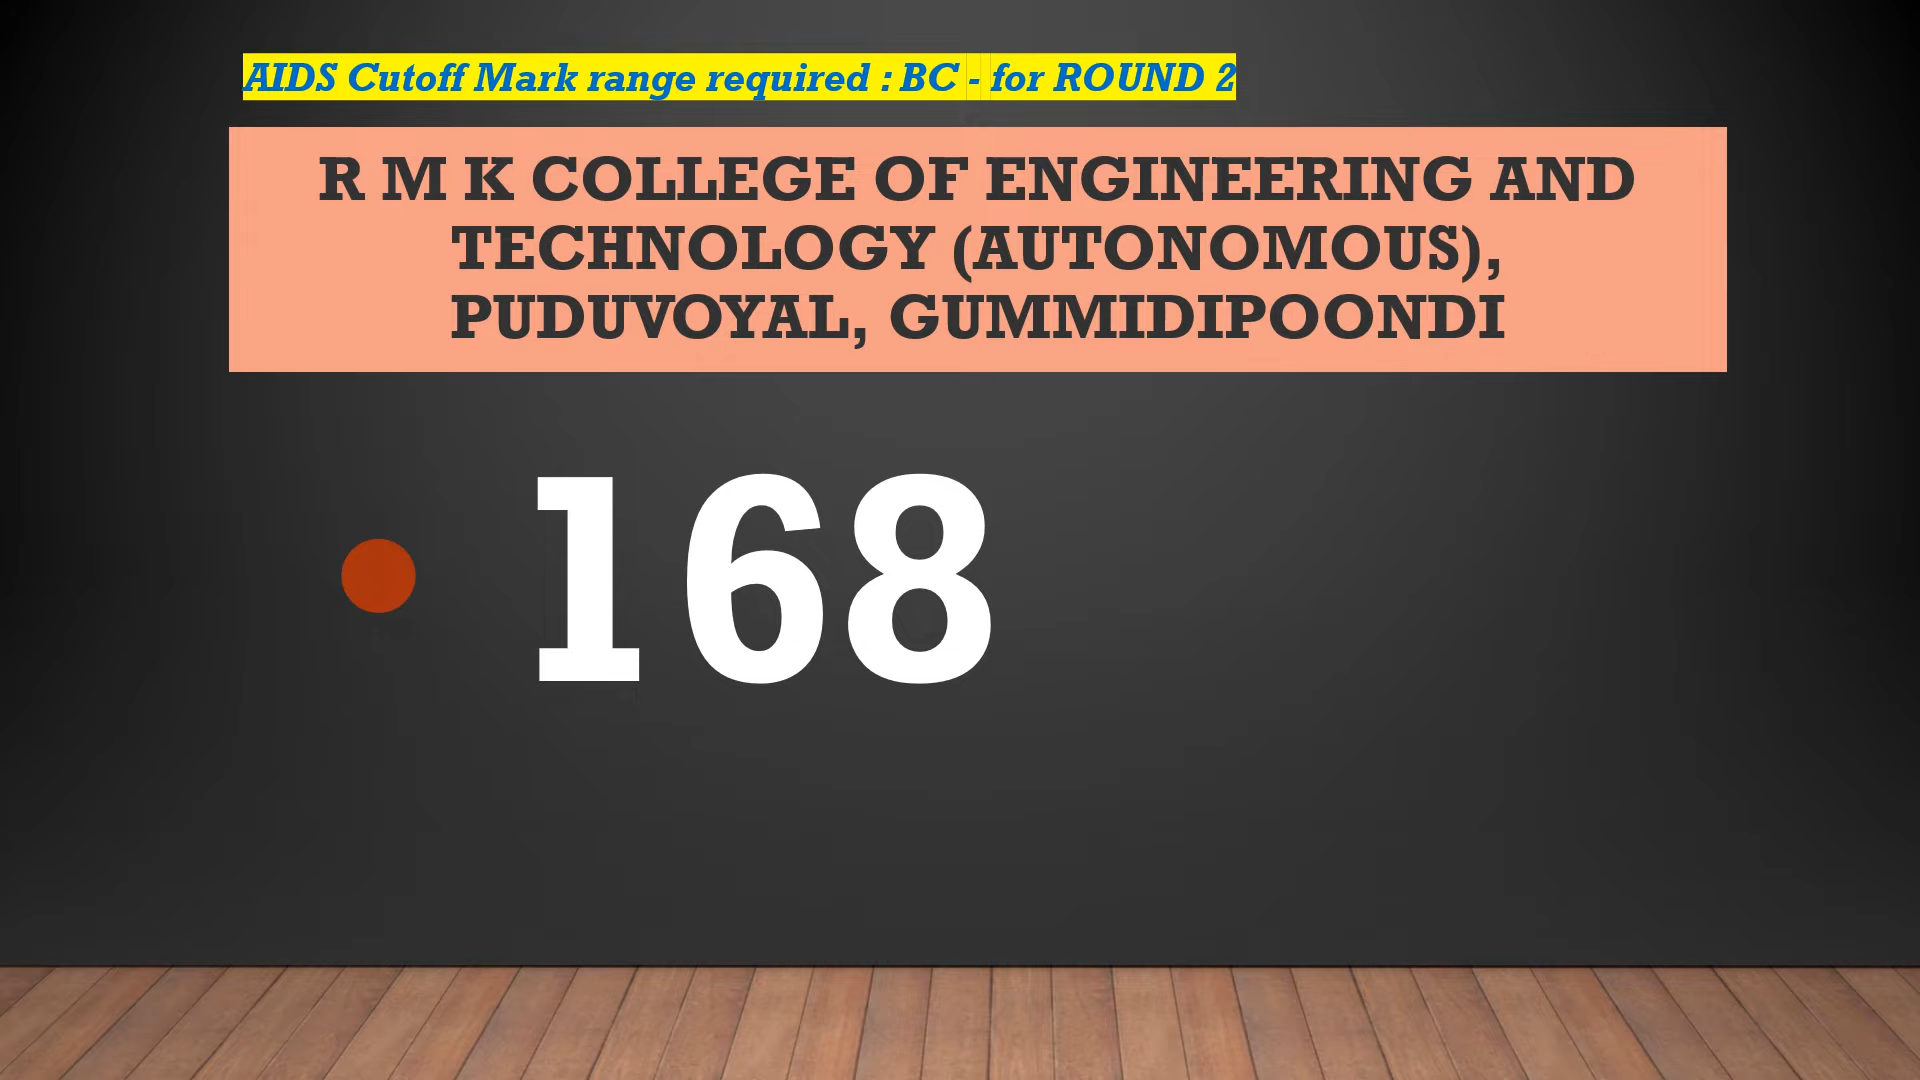 AIDS Cutoff Mark range required : BC - for ROUND 2
R M K COLLEGE OF ENGINEERING AND
TECHNOLOGY (AUTONOMOUS),
PUDUVOYAL, GUMMIDIPOONDI
168